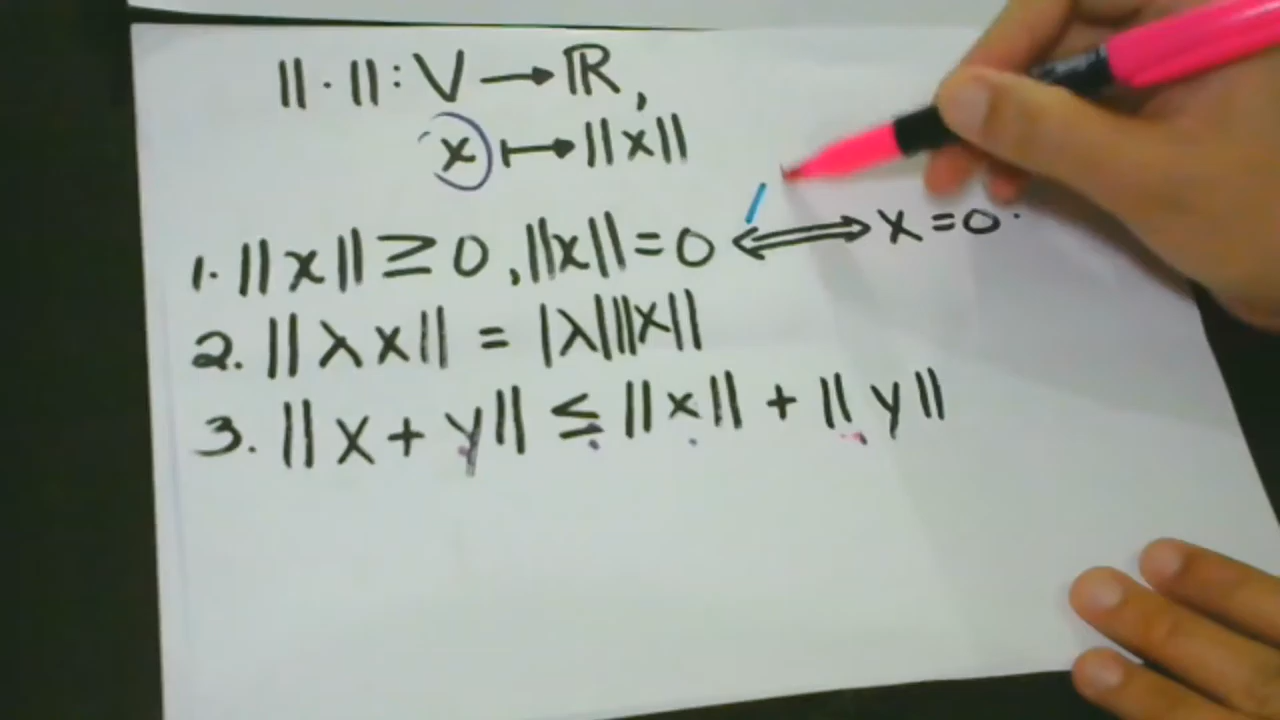 ||·||: V → ℝ,
x ↦ ||x||
1. ||x|| ≥ 0, ||x|| = 0 ⟺ x = 0.
2. ||λx|| = |λ| ||x||
3. ||x + y|| ≤ ||x|| + ||y||